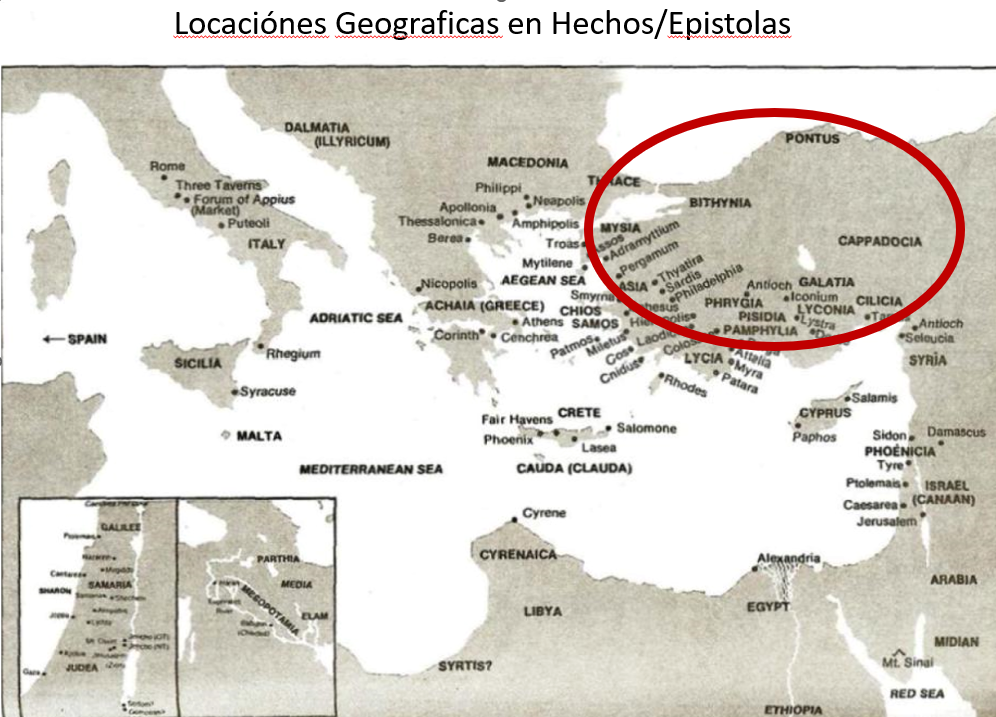 Locaciónes Geograficas en Hechos/Epistolas
DALMATIA
(ILLYRICUM)
PONTUS
MACEDONIA
Rome
Three Taverns
Forum of Appius
(Market)
Puteoli
ITALY
THRACE
Philippi
Neapolis
Apollonia
Amphipolis
Thessalonica
Berea
BITHYNIA
MYSIA
CAPPADOCIA
Troas
Assos
Adramyttium
Mytilene
Pergamum
AEGEAN SEA
ASIA
Thyatira
Sardis
Philadelphia
Antioch
GALATIA
Nicopolis
Smyrna
PHRYGIA
Iconium
CILICIA
ACHAIA (GREECE)
CHIOS
PISIDIA
LYCONIA
ADRIATIC SEA
Athens
SAMOS
Lystra
Antioch
Corinth
Cenchrea
PAMPHYLIA
Seleucia
SPAIN
Patmos
Miletus
SYRIA
SICILIA
Rhegium
Cos
LYCIA
Attalia
Cnidus
Myra
Syracuse
Rhodes
Patara
Salamis
CRETE
CYPRUS
Fair Havens
Salomone
Paphos
Sidon
Damascus
MALTA
Phoenix
Lasea
PHOENICIA
MEDITERRANEAN SEA
CAUDA (CLAUDA)
Tyre
Ptolemais
ISRAEL
(CANAAN)
Caesarea
Jerusalem
Cyrene
CYRENAICA
Alexandria
ARABIA
LIBYA
EGYPT
MIDIAN
SYRTIS?
Mt. Sinai
RED SEA
ETHIOPIA
GALILEE
SAMARIA
SHARON
JUDEA
Gaza
PARTHIA
MEDIA
MESOPOTAMIA
ELAM